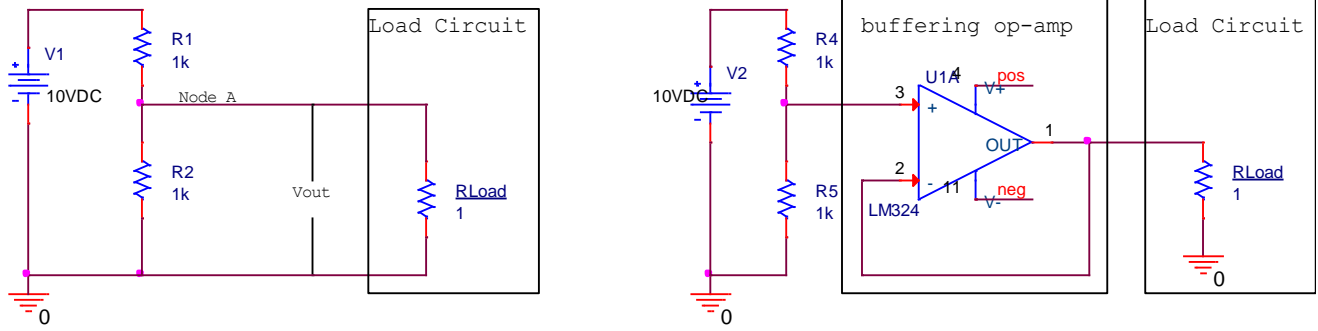 Load Circuit
R1
1k
V1
+
-
10VDC
Node A
R2
1k
Vout
RLoad
1
0
buffering op-amp
Load Circuit
R4
1k
V2
+
-
10VDC
U1A
4
pos
V+
3
+
OUT
1
2
-
11
neg
V-
LM324
R5
1k
RLoad
1
0
0